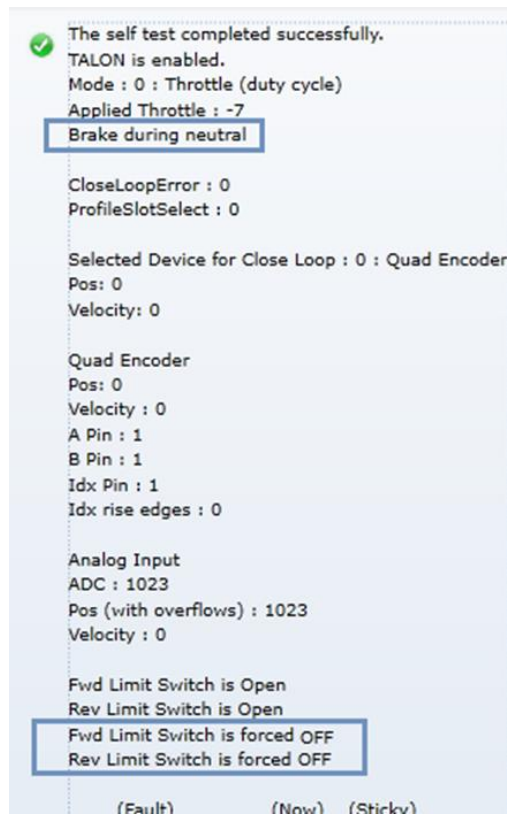 The self test completed successfully.
TALON is enabled.
Mode : 0 : Throttle (duty cycle)
Applied Throttle : -7
Brake during neutral
CloseLoopError : 0
ProfileSlotSelect : 0
Selected Device for Close Loop : 0 : Quad Encoder
Pos: 0
Velocity: 0
Quad Encoder
Pos: 0
Velocity : 0
A Pin : 1
B Pin : 1
Idx Pin : 1
Idx rise edges : 0
Analog Input
ADC : 1023
Pos (with overflows) : 1023
Velocity : 0
Fwd Limit Switch is Open
Rev Limit Switch is Open
Fwd Limit Switch is forced OFF
Rev Limit Switch is forced OFF
(Fault) (Now) (Sticky)